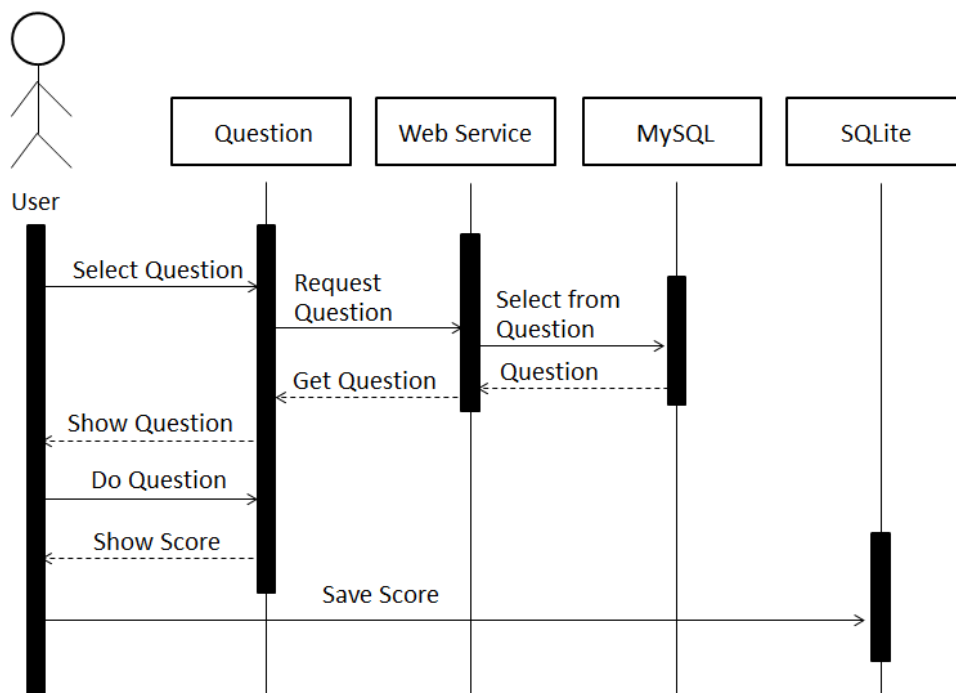 Question
Web Service
MySQL
SQLite
User
Select Question
Request
Question
Select from
Question
Question
Get Question
Show Question
Do Question
Show Score
Save Score